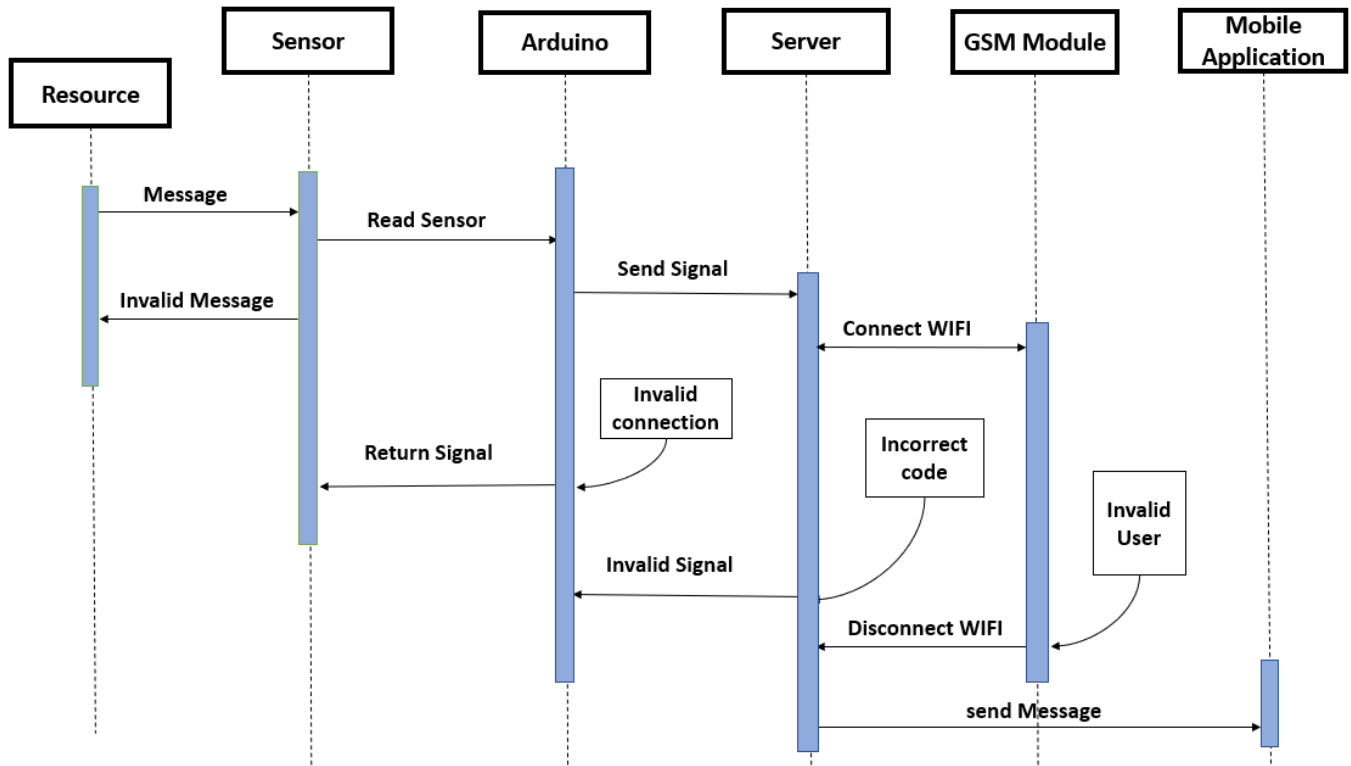 Sensor
Arduino
Server
GSM Module
Mobile
Application
Resource
Message
Read Sensor
Send Signal
Invalid Message
Connect WIFI
Invalid
connection
Return Signal
Incorrect
code
Invalid
User
Invalid Signal
Disconnect WIFI
send Message